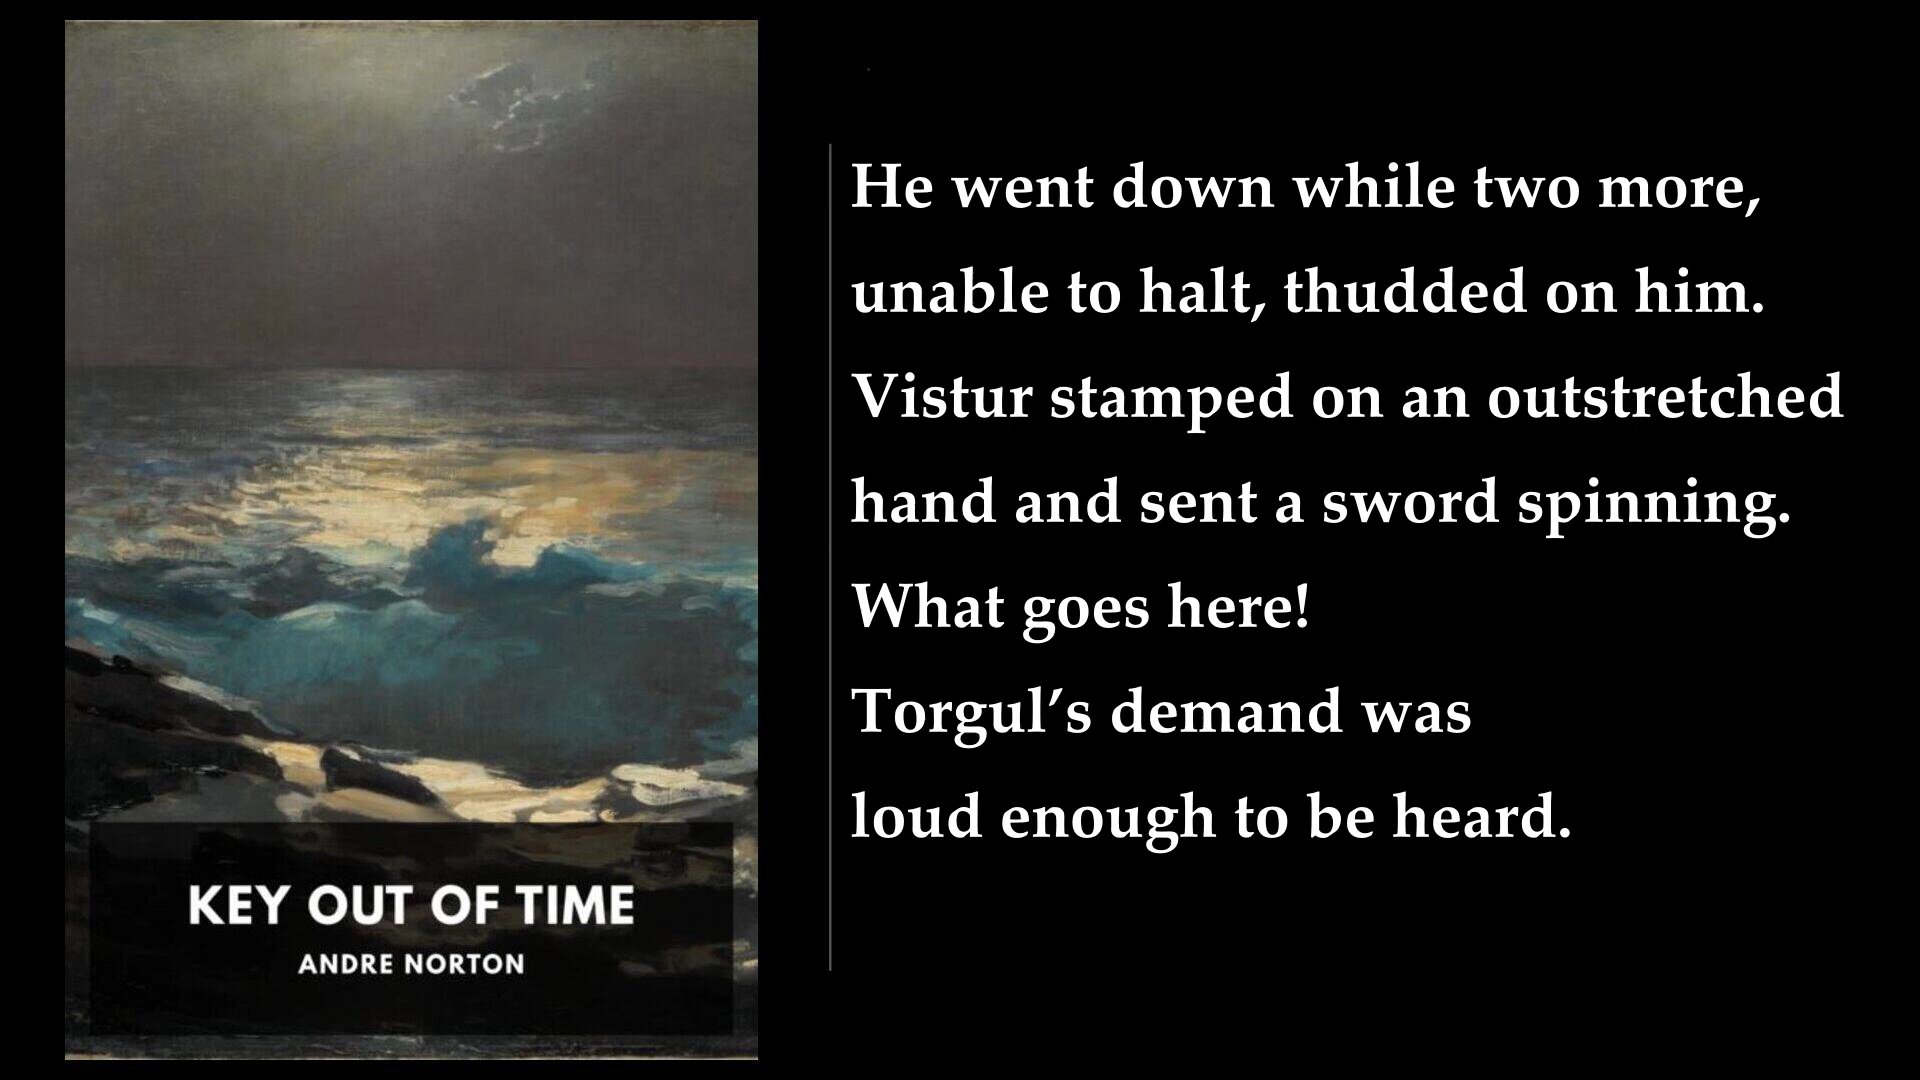 He went down while two more,
unable to halt, thudded on him.
Vistur stamped on an outstretched
hand and sent a sword spinning.
What goes here!
Torgul’s demand was
loud enough to be heard.
KEY OUT OF TIME
ANDRE NORTON